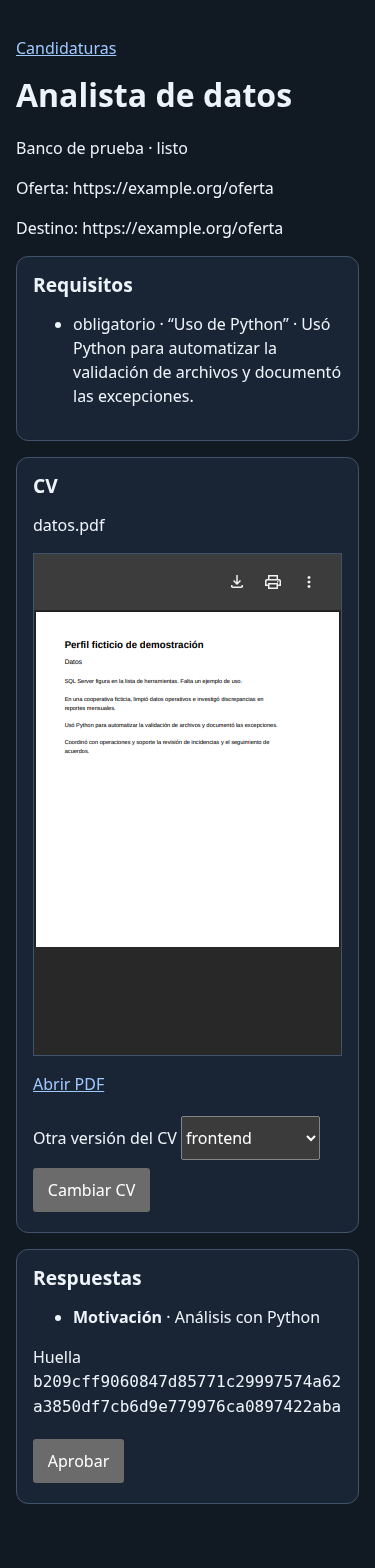 Candidaturas
Analista de datos
Banco de prueba · listo
Oferta: https://example.org/oferta
Destino: https://example.org/oferta
Requisitos
• obligatorio · “Uso de Python” · Usó
Python para automatizar la
validación de archivos y documentó
las excepciones.
CV
datos.pdf
Perfil ficticio de demostración
Datos
SQL Server figura en la lista de herramientas. Falta un ejemplo de uso.
En una cooperativa ficticia, limpió datos operativos e investigó discrepancias en
reportes mensuales.
Usó Python para automatizar la validación de archivos y documentó las excepciones.
Coordinó con operaciones y soporte la revisión de incidencias y el seguimiento de
acuerdos.
Abrir PDF
Otra versión del CV frontend
Cambiar CV
Respuestas
• Motivación · Análisis con Python
Huella
b209cff9060847d85771c29997574a62
a3850df7cb6d9e779976ca0897422aba
Aprobar